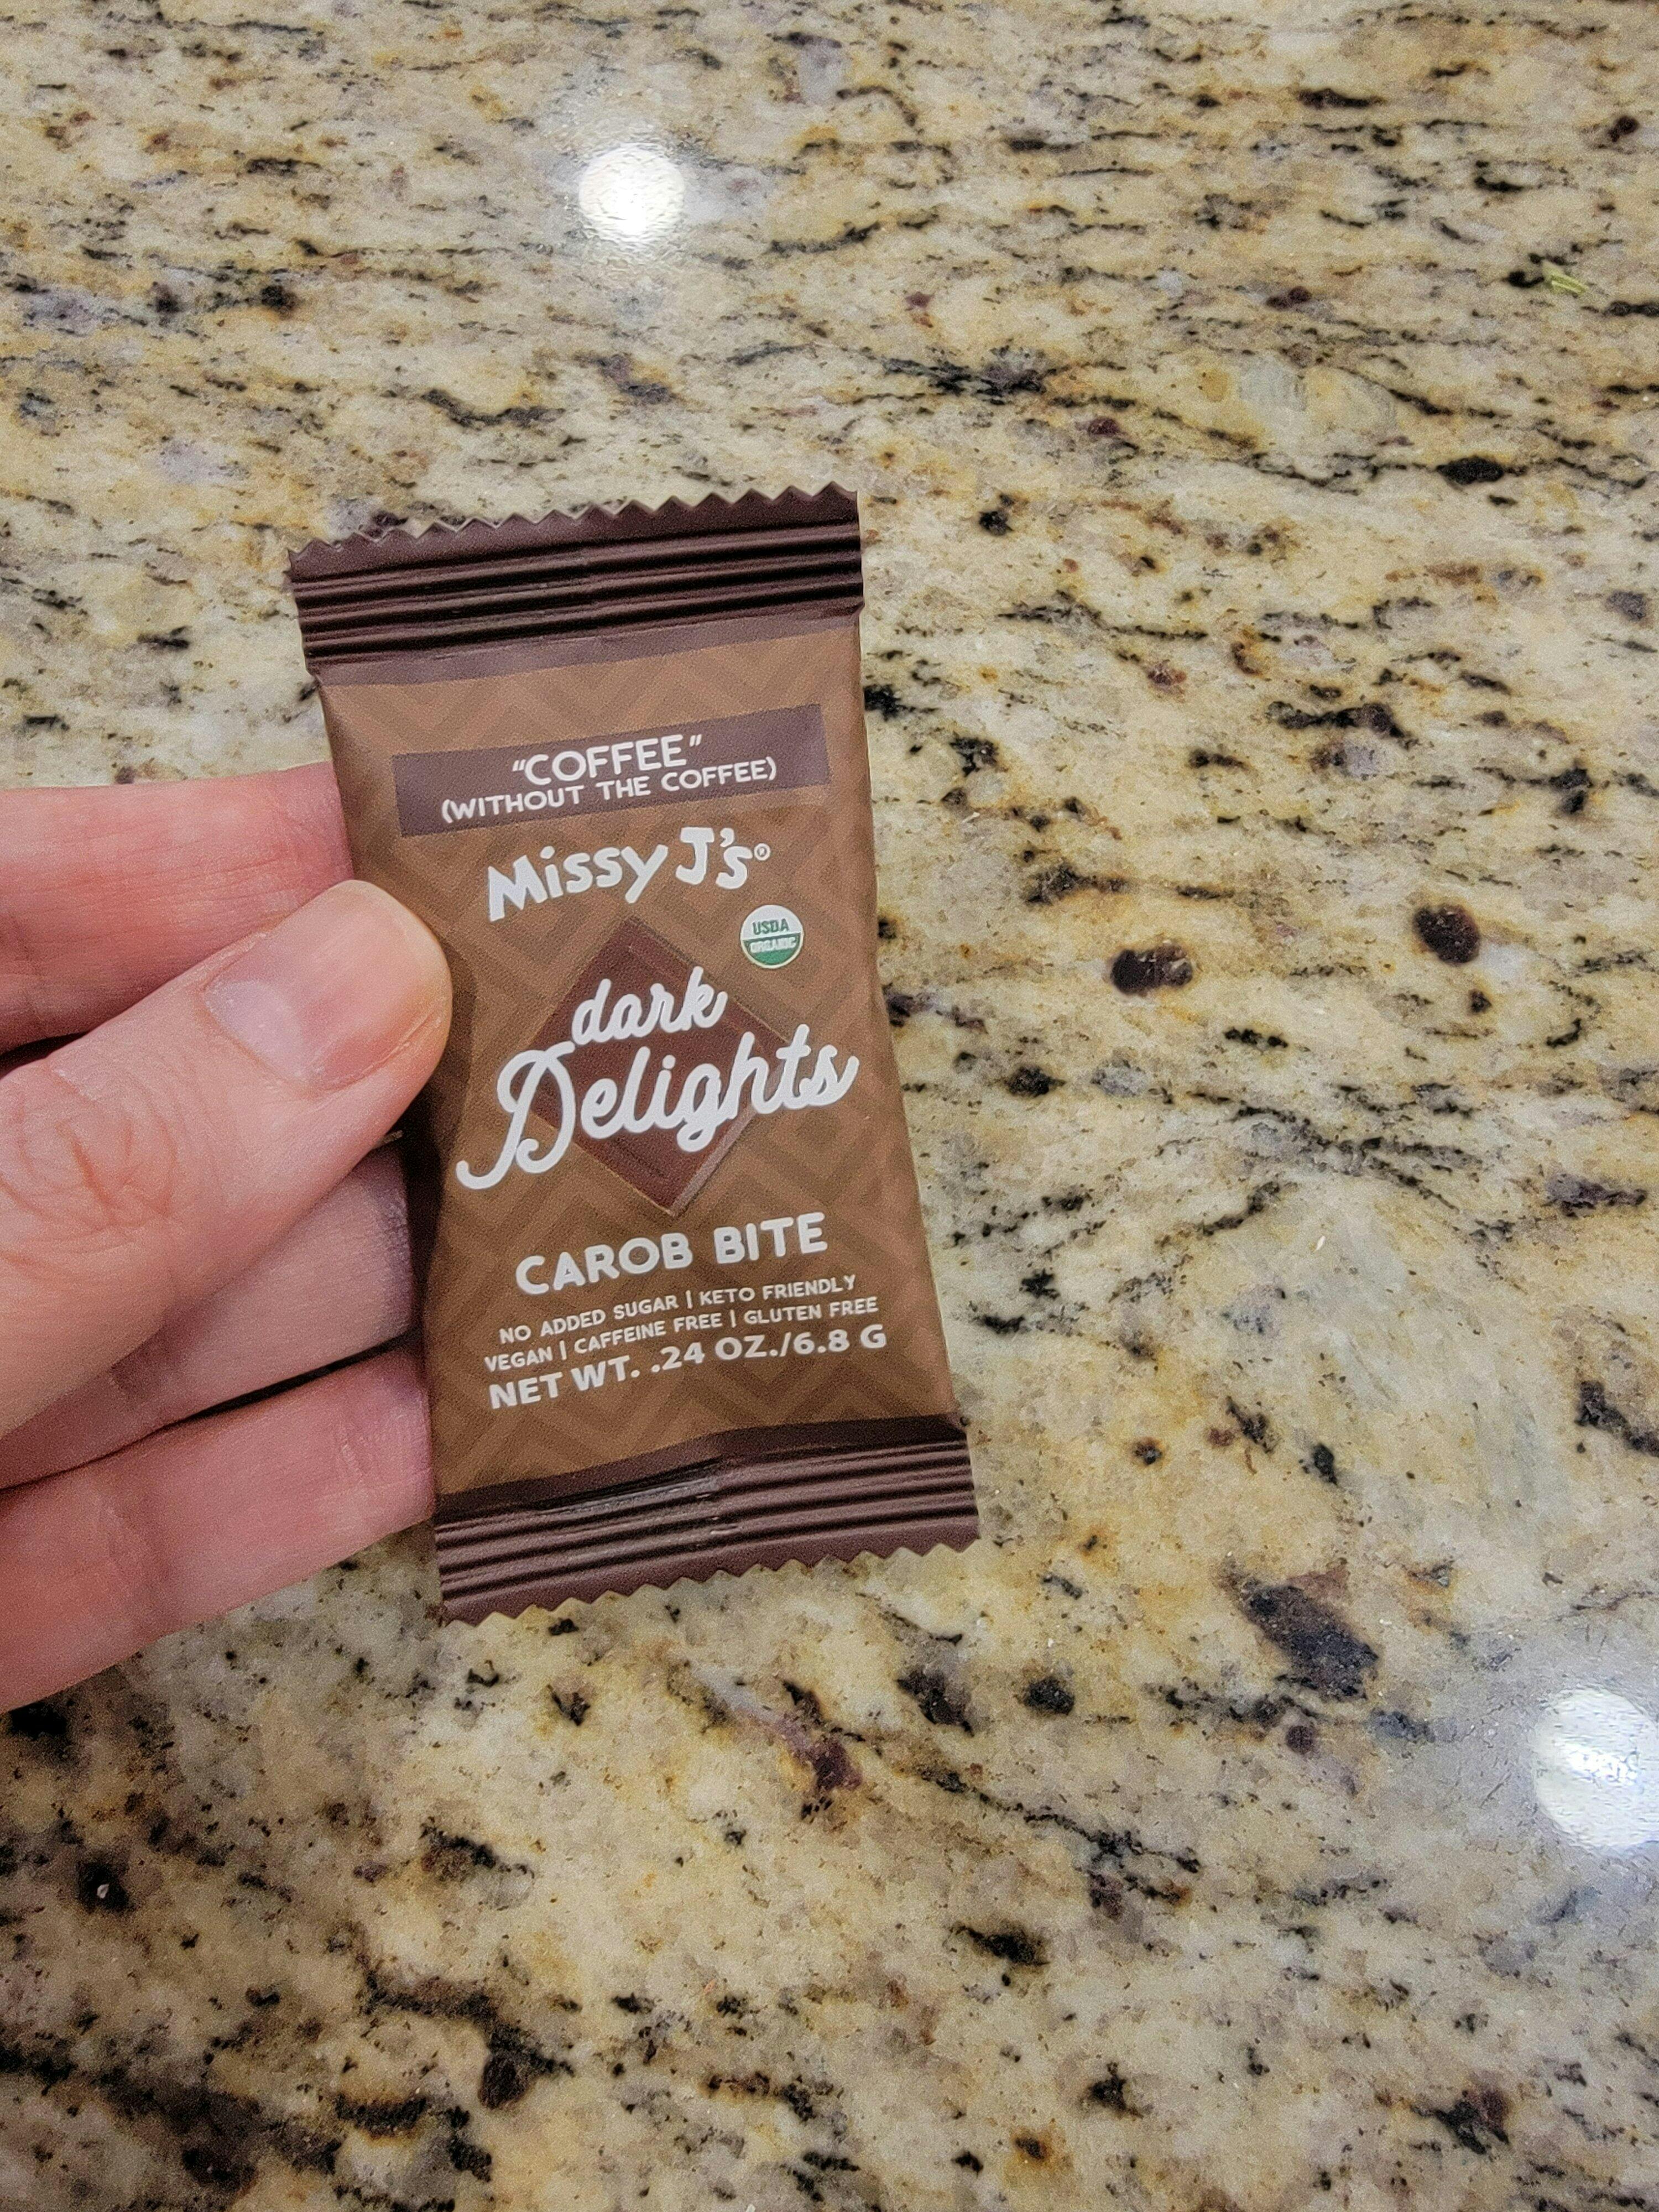 "COFFEE"
(WITHOUT THE COFFEE)
Missy J's®
USDA
ORGANIC
dark
Delights
CAROB BITE
NO ADDED SUGAR | KETO FRIENDLY
VEGAN | CAFFEINE FREE | GLUTEN FREE
NET WT. .24 OZ./6.8 G